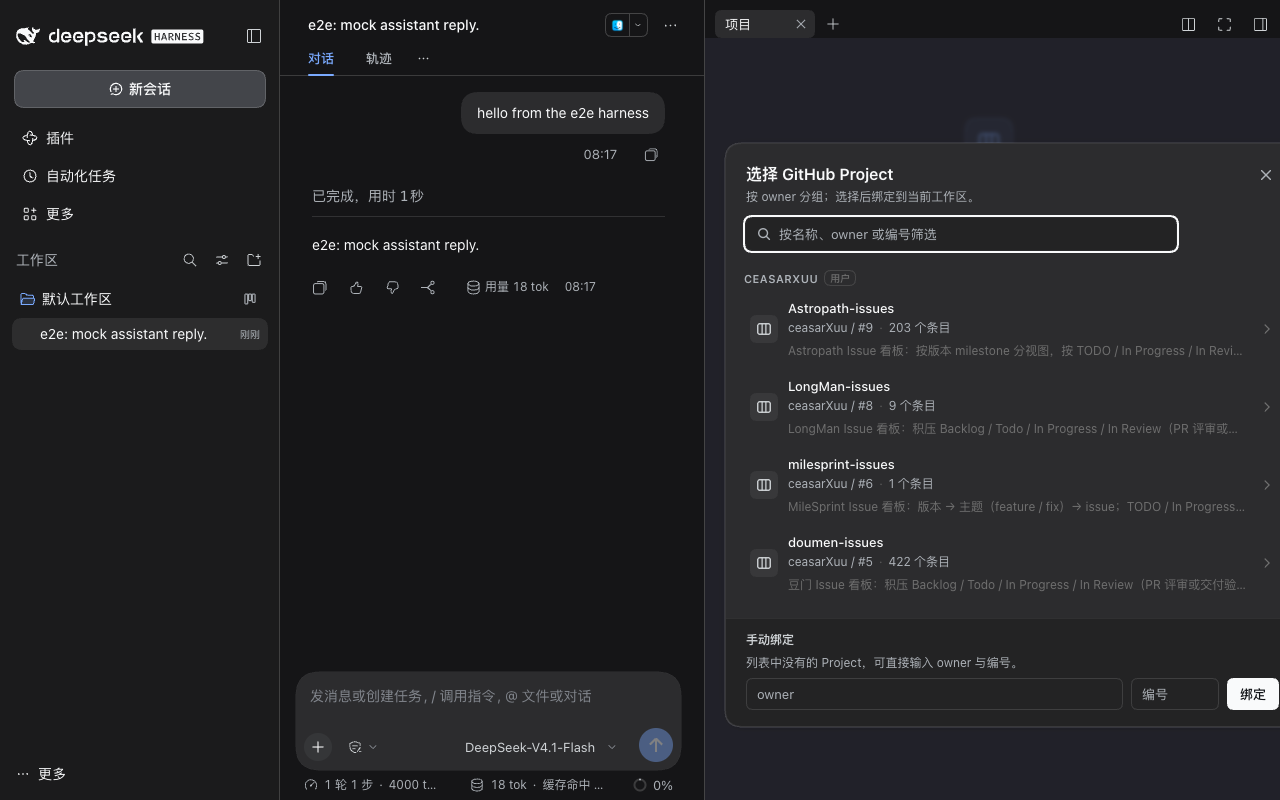 deepseek HARNESS
新会话
插件
自动化任务
更多
工作区
默认工作区
e2e: mock assistant reply. 刚刚
更多
e2e: mock assistant reply.
对话 轨迹
hello from the e2e harness
08:17
已完成，用时 1 秒
e2e: mock assistant reply.
用量 18 tok 08:17
发消息或创建任务, / 调用指令, @ 文件或对话
DeepSeek-V4.1-Flash
1 轮 1 步 · 4000 t...
18 tok · 缓存命中 ...
0%
项目
选择 GitHub Project
按 owner 分组；选择后绑定到当前工作区。
按名称、owner 或编号筛选
CEASARXUU 用户
Astropath-issues
ceasarXuu / #9 · 203 个条目
Astropath Issue 看板：按版本 milestone 分视图，按 TODO / In Progress / In Revi...
LongMan-issues
ceasarXuu / #8 · 9 个条目
LongMan Issue 看板：积压 Backlog / Todo / In Progress / In Review（PR 评审或...
milesprint-issues
ceasarXuu / #6 · 1 个条目
MileSprint Issue 看板：版本 → 主题（feature / fix）→ issue；TODO / In Progress...
doumen-issues
ceasarXuu / #5 · 422 个条目
豆门 Issue 看板：积压 Backlog / Todo / In Progress / In Review（PR 评审或交付验...
手动绑定
列表中没有的 Project，可直接输入 owner 与编号。
owner 编号 绑定